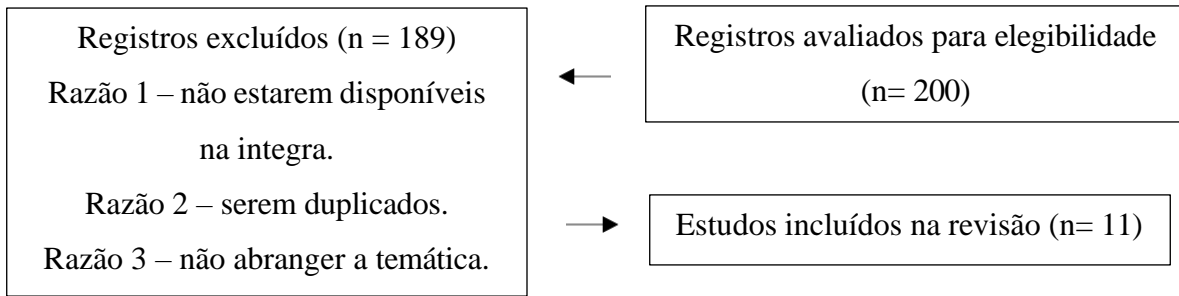 Registros excluídos (n = 189)
Razão 1 – não estarem disponíveis
na integra.
Razão 2 – serem duplicados.
Razão 3 – não abranger a temática.
Registros avaliados para elegibilidade
(n= 200)
Estudos incluídos na revisão (n= 11)